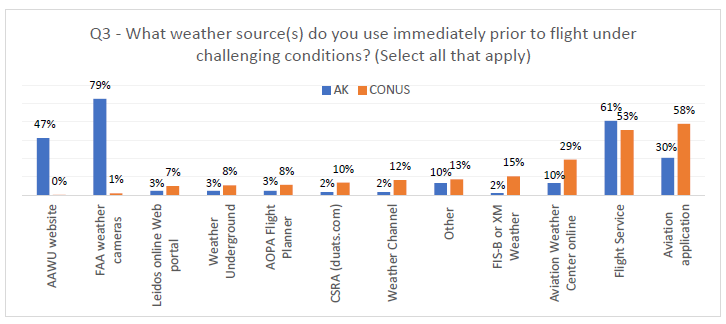 Q3 - What weather source(s) do you use immediately prior to flight under
challenging conditions? (Select all that apply)
AK CONUS
47% 0%
79% 1%
3% 7%
3% 8%
3% 8%
2% 10%
2% 12%
10% 13%
2% 15%
10% 29%
61% 53%
30% 58%
AAWU website
FAA weather
cameras
Leidos online Web
portal
Weather
Underground
AOPA Flight
Planner
CSRA (duats.com)
Weather Channel
Other
FIS-B or XM
Weather
Aviation Weather
Center online
Flight Service
Aviation
application